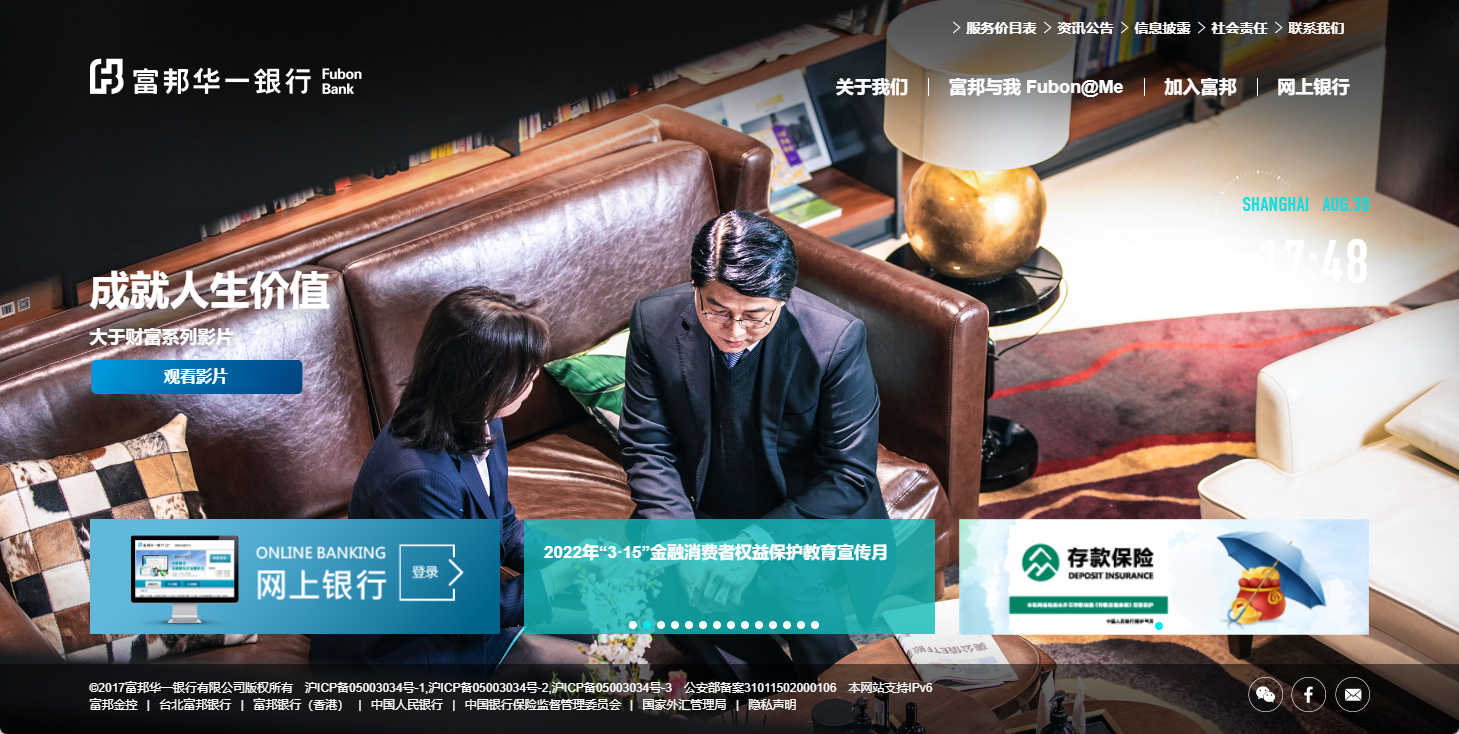 服务价目表 资讯公告 信息披露 社会责任 联系我们
富邦华一银行 Fubon Bank
关于我们 富邦与我 Fubon@Me 加入富邦 网上银行
SHANGHAI AUG.30
17:48
成就人生价值
大于财富系列影片
观看影片
ONLINE BANKING
网上银行
登录
2022年“3·15”金融消费者权益保护教育宣传月
存款保险
DEPOSIT INSURANCE
©2017富邦华一银行有限公司版权所有 沪ICP备05003034号-1,沪ICP备05003034号-2,沪ICP备05003034号-3 公安部备案31011502000106 本网站支持IPv6
富邦金控 | 台北富邦银行 | 富邦银行（香港） | 中国人民银行 | 中国银行保险监督管理委员会 | 国家外汇管理局 | 隐私声明